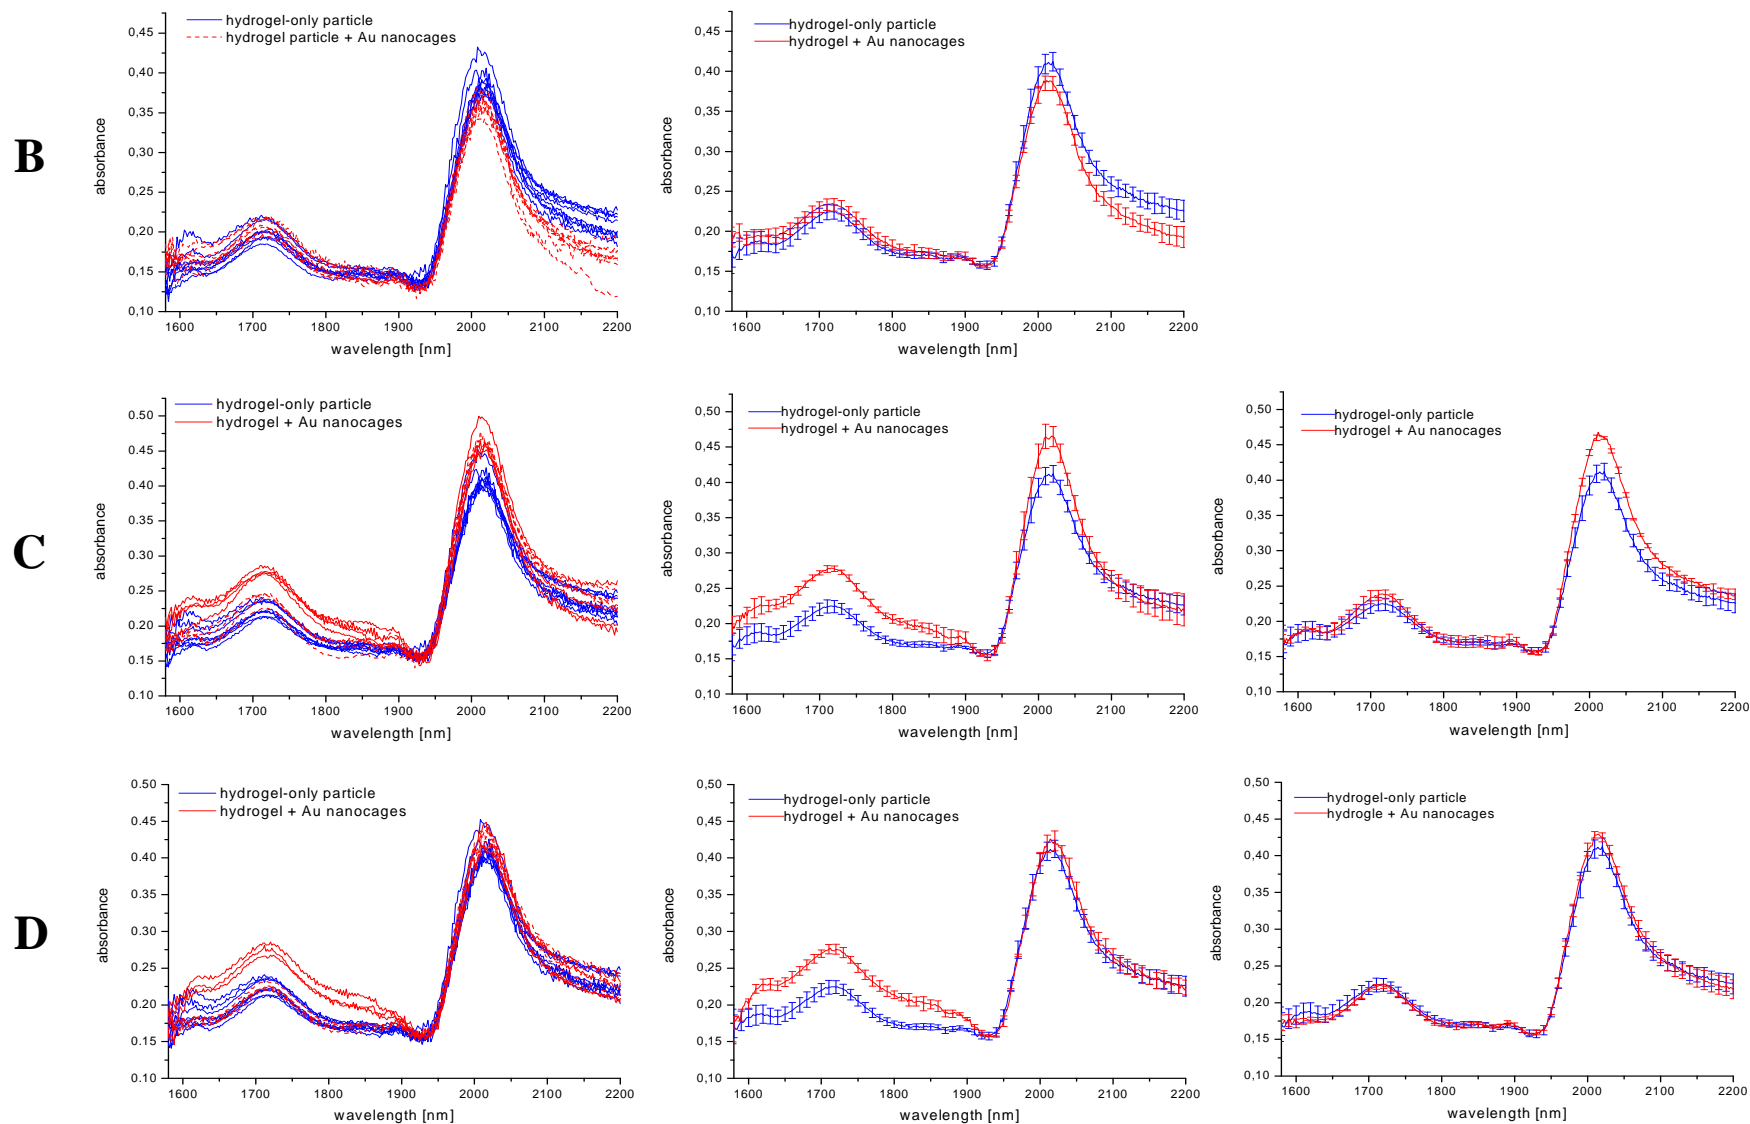 B
hydrogel-only particle
hydrogel particle + Au nanocages
0,45
0,40
0,35
0,30
0,25
0,20
0,15
0,10
absorbance
1600 1700 1800 1900 2000 2100 2200
wavelength [nm]
hydrogel-only particle
hydrogel + Au nanocages
0,45
0,40
0,35
0,30
0,25
0,20
0,15
0,10
absorbance
1600 1700 1800 1900 2000 2100 2200
wavelength [nm]
C
hydrogel-only particle
hydrogel + Au nanocages
0.50
0.45
0.40
0.35
0.30
0.25
0.20
0.15
0.10
absorbance
1600 1700 1800 1900 2000 2100 2200
wavelength [nm]
hydrogel-only particle
hydrogel + Au nanocages
0,50
0,45
0,40
0,35
0,30
0,25
0,20
0,15
0,10
absorbance
1600 1700 1800 1900 2000 2100 2200
wavelength [nm]
hydrogel-only particle
hydrogel + Au nanocages
0,50
0,45
0,40
0,35
0,30
0,25
0,20
0,15
0,10
absorbance
1600 1700 1800 1900 2000 2100 2200
wavelength [nm]
D
hydrogel-only particle
hydrogel + Au nanocages
0.50
0.45
0.40
0.35
0.30
0.25
0.20
0.15
0.10
absorbance
1600 1700 1800 1900 2000 2100 2200
wavelength [nm]
hydrogel-only particle
hydrogel + Au nanocages
0,50
0,45
0,40
0,35
0,30
0,25
0,20
0,15
0,10
absorbance
1600 1700 1800 1900 2000 2100 2200
wavelength [nm]
hydrogel-only particle
hydrogle + Au nanocages
0,50
0,45
0,40
0,35
0,30
0,25
0,20
0,15
0,10
absorbance
1600 1700 1800 1900 2000 2100 2200
wavelength [nm]